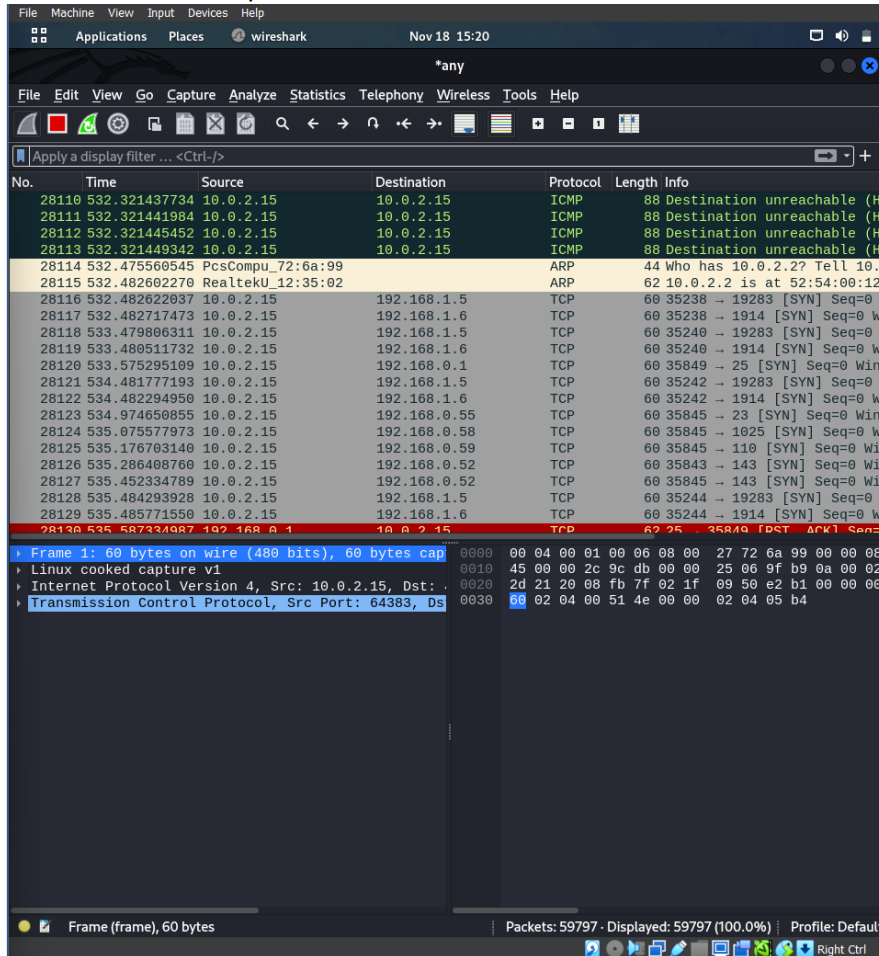 File Machine View Input Devices Help
Applications Places wireshark Nov 18 15:20
*any
File Edit View Go Capture Analyze Statistics Telephony Wireless Tools Help
Apply a display filter ... <Ctrl-/>
No. Time Source Destination Protocol Length Info
28110 532.321437734 10.0.2.15 10.0.2.15 ICMP 88 Destination unreachable (H
28111 532.321441984 10.0.2.15 10.0.2.15 ICMP 88 Destination unreachable (H
28112 532.321445452 10.0.2.15 10.0.2.15 ICMP 88 Destination unreachable (H
28113 532.321449342 10.0.2.15 10.0.2.15 ICMP 88 Destination unreachable (H
28114 532.475560545 PcsCompu_72:6a:99 ARP 44 Who has 10.0.2.2? Tell 10.
28115 532.482602270 RealtekU_12:35:02 ARP 62 10.0.2.2 is at 52:54:00:12
28116 532.482622037 10.0.2.15 192.168.1.5 TCP 60 35238 → 19283 [SYN] Seq=0
28117 532.482717473 10.0.2.15 192.168.1.6 TCP 60 35238 → 1914 [SYN] Seq=0 W
28118 533.479806311 10.0.2.15 192.168.1.5 TCP 60 35240 → 19283 [SYN] Seq=0
28119 533.480511732 10.0.2.15 192.168.1.6 TCP 60 35240 → 1914 [SYN] Seq=0 W
28120 533.575295109 10.0.2.15 192.168.0.1 TCP 60 35849 → 25 [SYN] Seq=0 Win
28121 534.481777193 10.0.2.15 192.168.1.5 TCP 60 35242 → 19283 [SYN] Seq=0
28122 534.482294950 10.0.2.15 192.168.1.6 TCP 60 35242 → 1914 [SYN] Seq=0 W
28123 534.974650855 10.0.2.15 192.168.0.55 TCP 60 35845 → 23 [SYN] Seq=0 Win
28124 535.075577973 10.0.2.15 192.168.0.58 TCP 60 35845 → 1025 [SYN] Seq=0 W
28125 535.176703140 10.0.2.15 192.168.0.59 TCP 60 35845 → 110 [SYN] Seq=0 Wi
28126 535.286408760 10.0.2.15 192.168.0.52 TCP 60 35843 → 143 [SYN] Seq=0 Wi
28127 535.452334789 10.0.2.15 192.168.0.52 TCP 60 35845 → 143 [SYN] Seq=0 Wi
28128 535.484293928 10.0.2.15 192.168.1.5 TCP 60 35244 → 19283 [SYN] Seq=0
28129 535.485771550 10.0.2.15 192.168.1.6 TCP 60 35244 → 1914 [SYN] Seq=0 W
28130 535.587334987 192.168.0.1 10.0.2.15 TCP 62 25 → 35849 [RST, ACK] Seq=
Frame 1: 60 bytes on wire (480 bits), 60 bytes cap
Linux cooked capture v1
Internet Protocol Version 4, Src: 10.0.2.15, Dst:
Transmission Control Protocol, Src Port: 64383, Ds
0000 00 04 00 01 00 06 08 00 27 72 6a 99 00 00 08
0010 45 00 00 2c 9c db 00 00 25 06 9f b9 0a 00 02
0020 2d 21 20 08 fb 7f 02 1f 09 50 e2 b1 00 00 00
0030 60 02 04 00 51 4e 00 00 02 04 05 b4
Frame (frame), 60 bytes Packets: 59797 · Displayed: 59797 (100.0%) Profile: Default
Right Ctrl